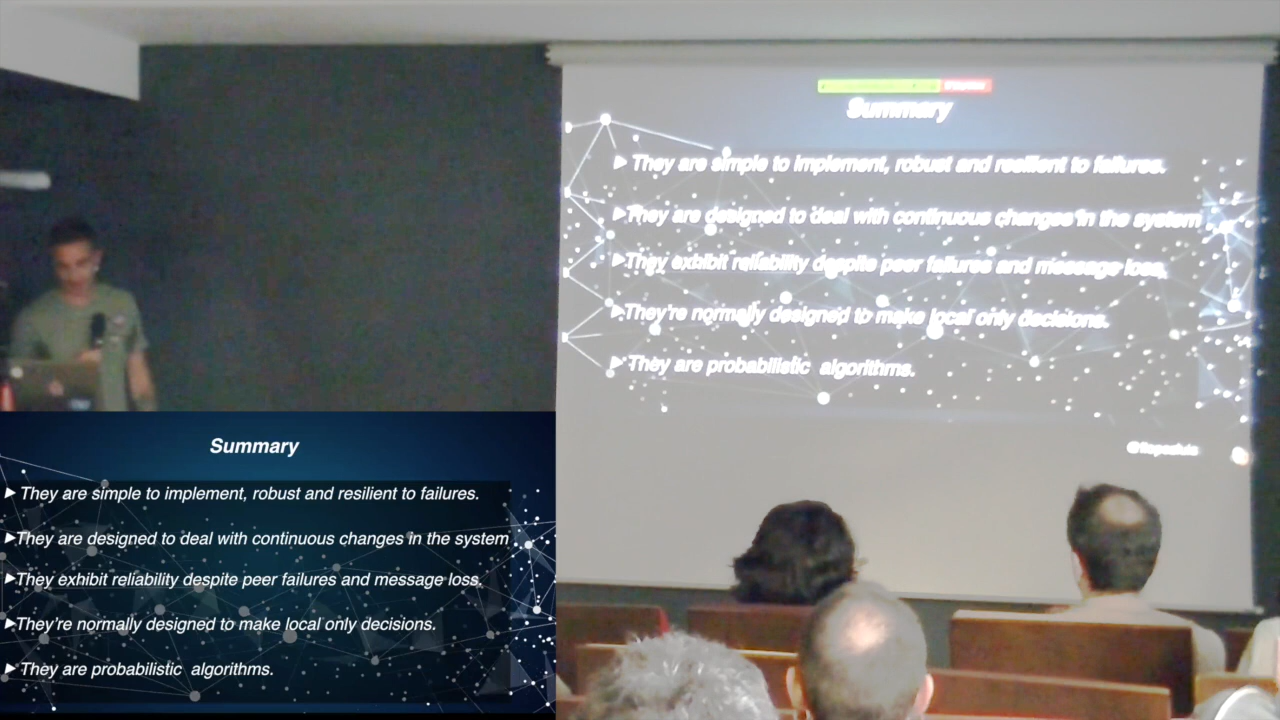 Summary
▶ They are simple to implement, robust and resilient to failures.
▶They are designed to deal with continuous changes in the system
▶They exhibit reliability despite peer failures and message loss.
▶They're normally designed to make local only decisions.
▶ They are probabilistic algorithms.
Summary
▶ They are simple to implement, robust and resilient to failures.
▶They are designed to deal with continuous changes in the system
▶They exhibit reliability despite peer failures and message loss.
▶They're normally designed to make local only decisions.
▶ They are probabilistic algorithms.